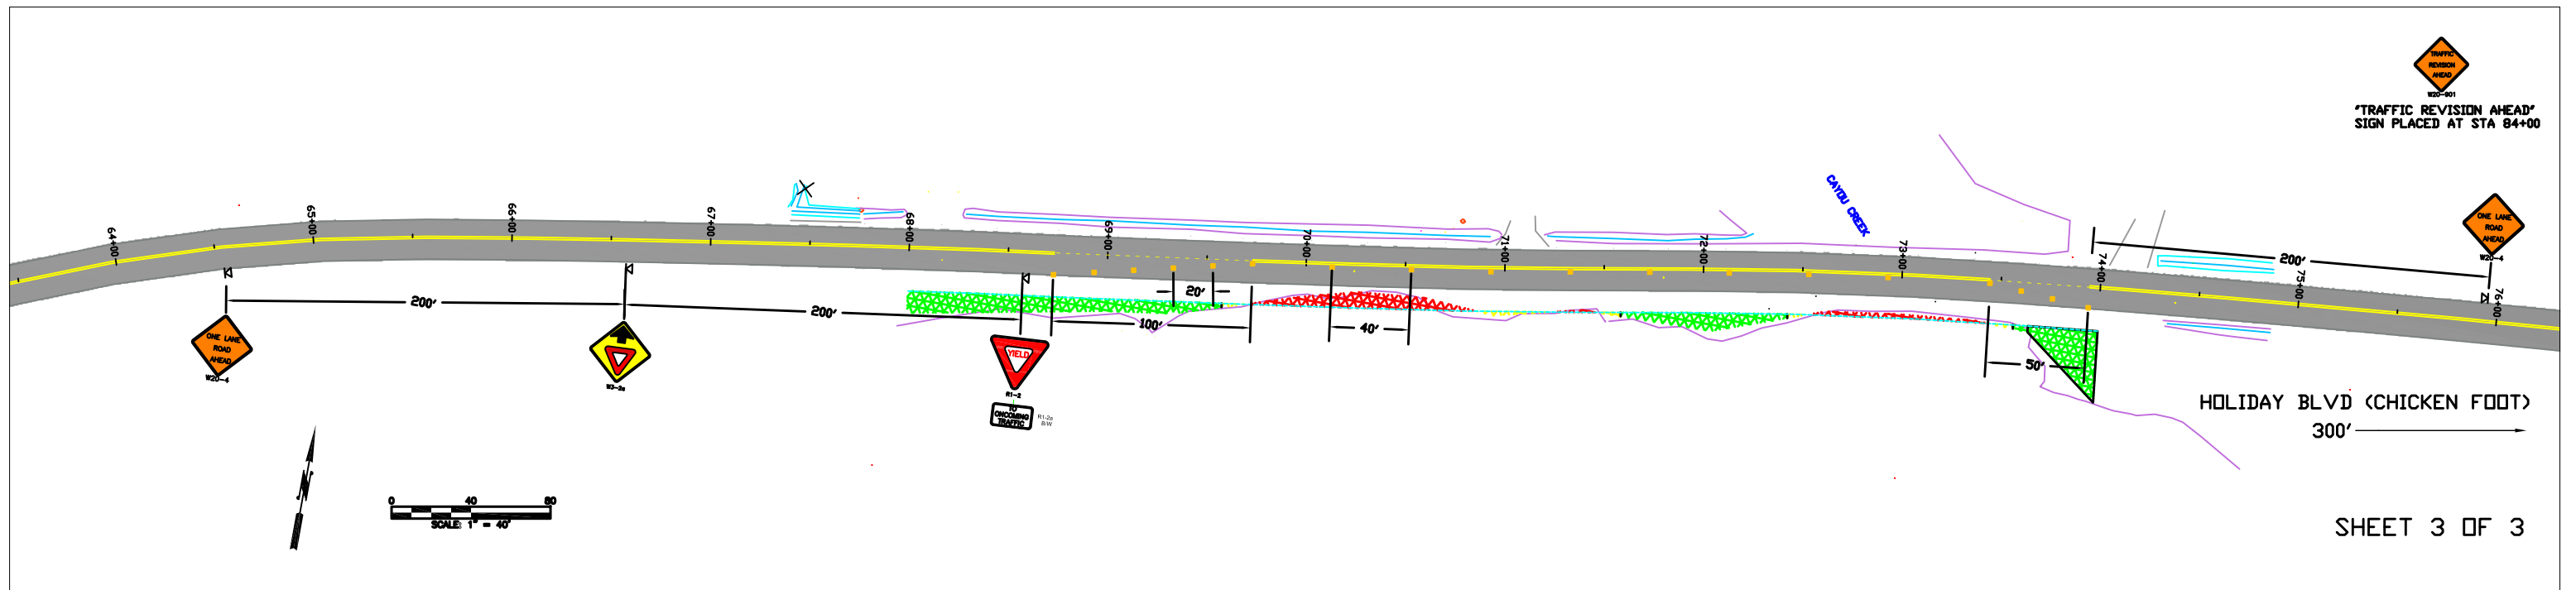 TRAFFIC
REVISION
AHEAD
W20-901
"TRAFFIC REVISION AHEAD"
SIGN PLACED AT STA 84+00
CAYOU CREEK
64+00
65+00
66+00
67+00
68+00
69+00
70+00
71+00
72+00
73+00
74+00
75+00
76+00
ONE LANE
ROAD
AHEAD
W20-4
200'
200'
200'
20'
100'
40'
50'
ONE LANE
ROAD
AHEAD
W20-4
W3-2a
YIELD
R1-2
TO
ONCOMING
TRAFFIC
R1-2a
B/W
HOLIDAY BLVD (CHICKEN FOOT)
300'
N
0 40 80
SCALE: 1" = 40'
SHEET 3 OF 3